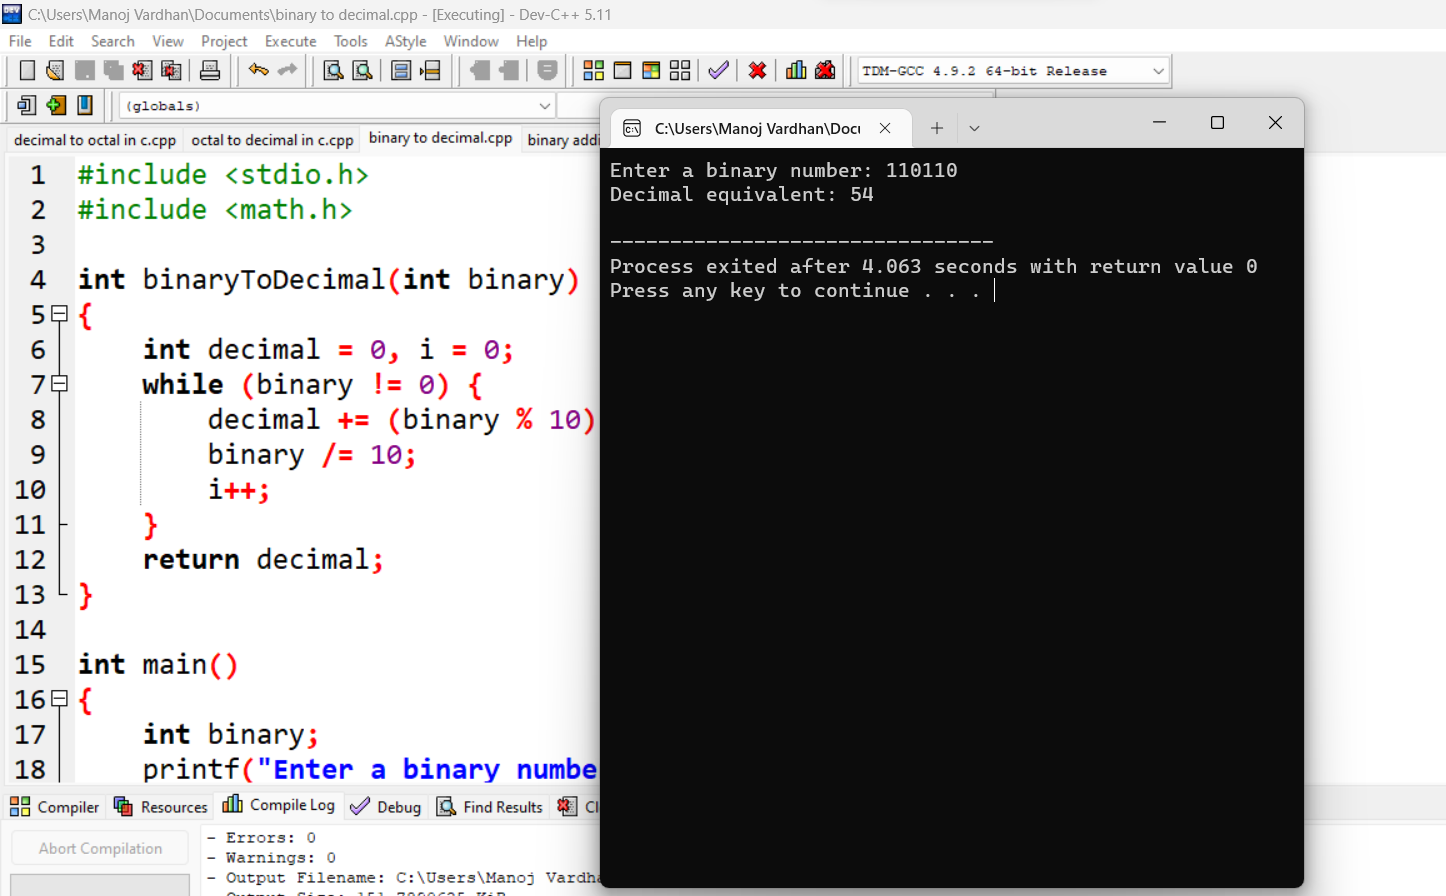 C:\Users\Manoj Vardhan\Documents\binary to decimal.cpp - [Executing] - Dev-C++ 5.11
File Edit Search View Project Execute Tools AStyle Window Help
TDM-GCC 4.9.2 64-bit Release
(globals)
decimal to octal in c.cpp octal to decimal in c.cpp binary to decimal.cpp binary addi
1 #include <stdio.h>
2 #include <math.h>
3
4 int binaryToDecimal(int binary)
5 {
6 int decimal = 0, i = 0;
7 while (binary != 0) {
8 decimal += (binary % 10)
9 binary /= 10;
10 i++;
11 }
12 return decimal;
13 }
14
15 int main()
16 {
17 int binary;
18 printf("Enter a binary numbe
C:\Users\Manoj Vardhan\Docu
Enter a binary number: 110110
Decimal equivalent: 54
--------------------------------
Process exited after 4.063 seconds with return value 0
Press any key to continue . . .
Compiler Resources Compile Log Debug Find Results Cl
Abort Compilation
- Errors: 0
- Warnings: 0
- Output Filename: C:\Users\Manoj Vardha